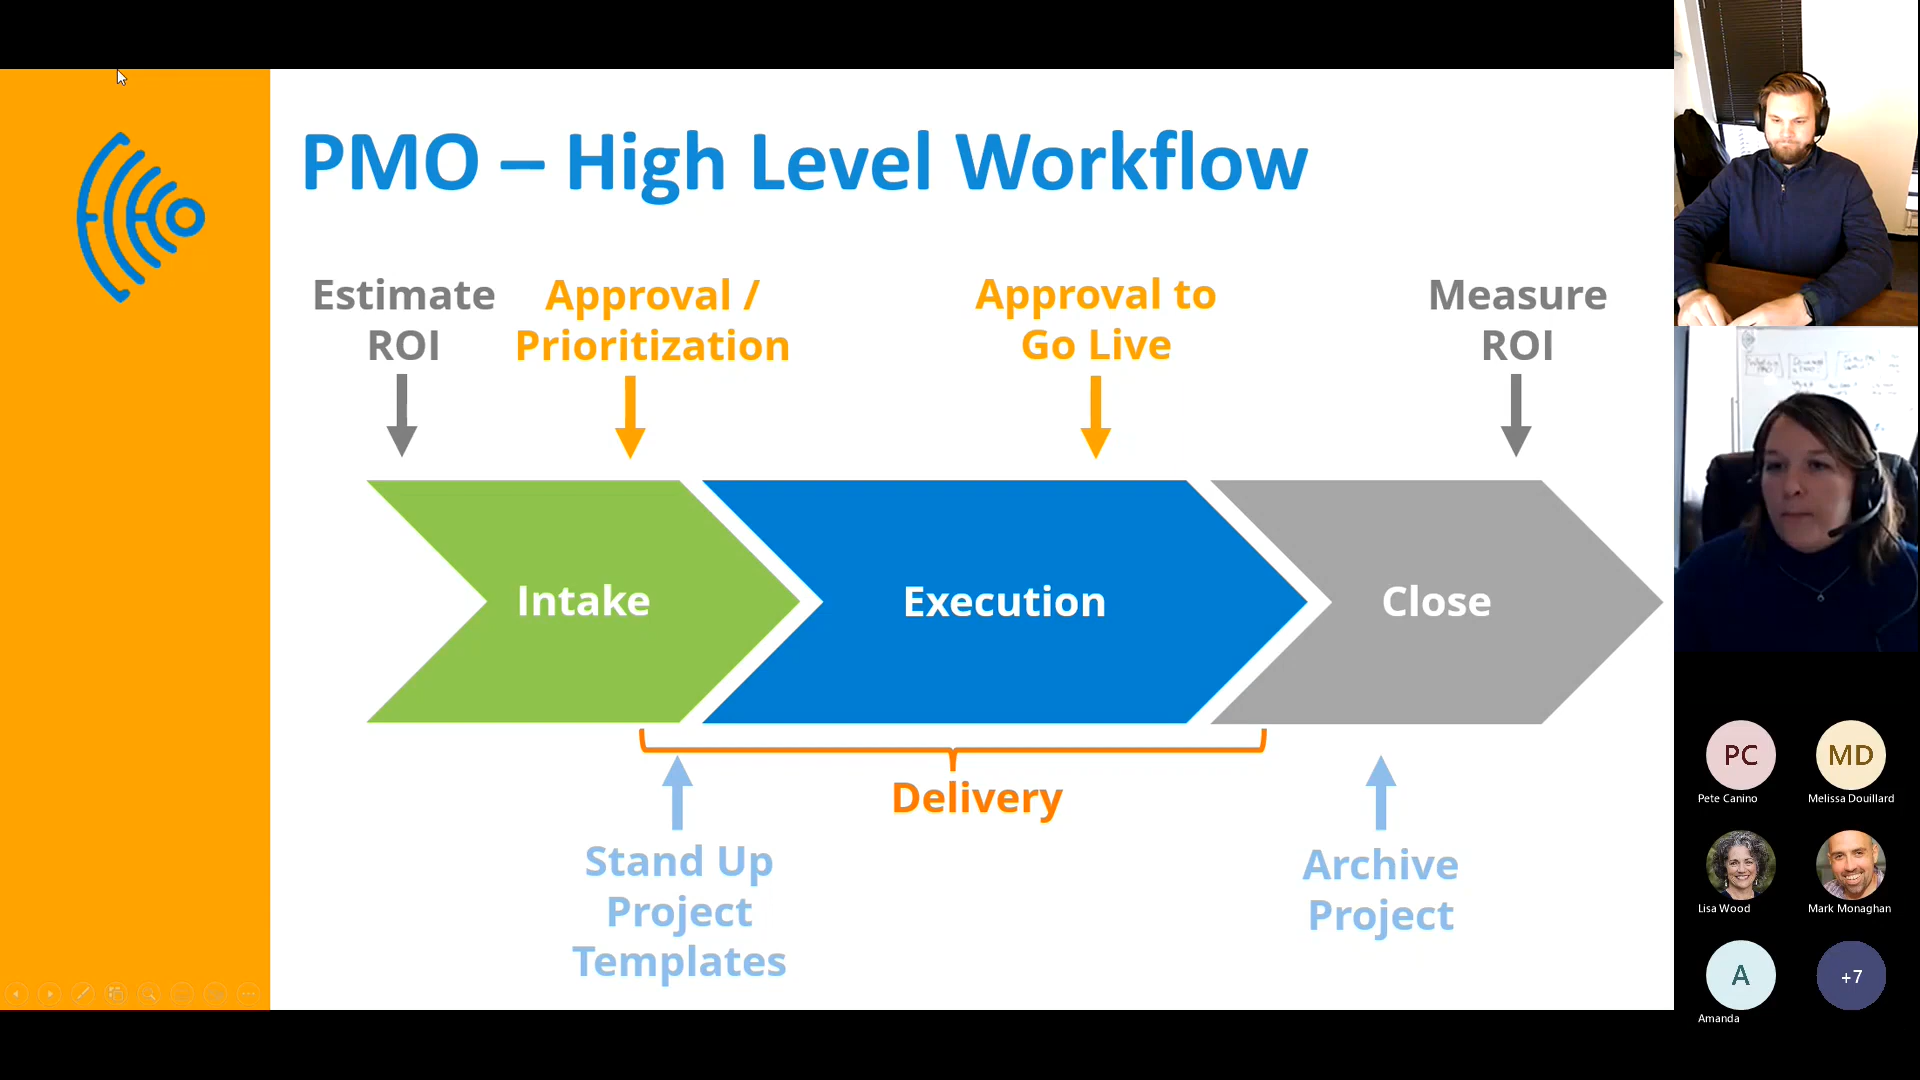 PMO – High Level Workflow
Estimate
ROI
Approval /
Prioritization
Approval to
Go Live
Measure
ROI
Intake
Execution
Close
Delivery
Stand Up
Project
Templates
Archive
Project
ECHO
PC
Pete Canino
MD
Melissa Douillard
Lisa Wood
Mark Monaghan
A
Amanda
+7